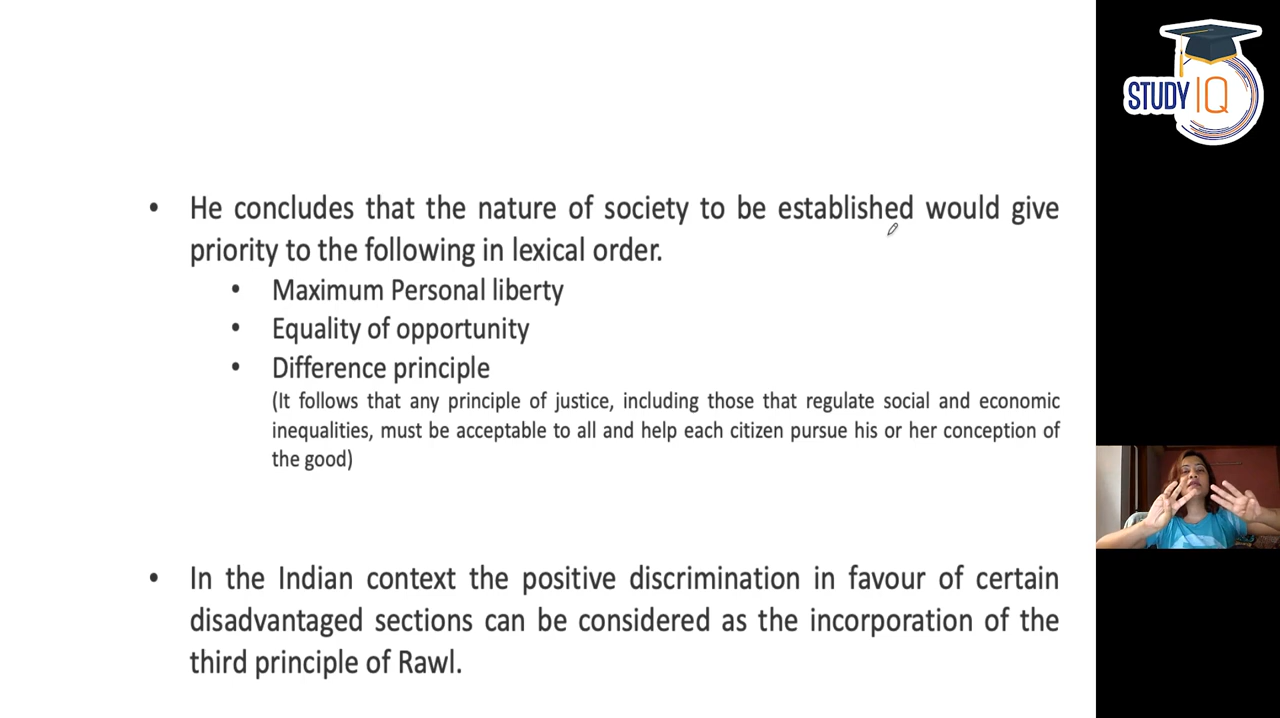 STUDY IQ
• He concludes that the nature of society to be established would give
priority to the following in lexical order.
• Maximum Personal liberty
• Equality of opportunity
• Difference principle
(It follows that any principle of justice, including those that regulate social and economic
inequalities, must be acceptable to all and help each citizen pursue his or her conception of
the good)
• In the Indian context the positive discrimination in favour of certain
disadvantaged sections can be considered as the incorporation of the
third principle of Rawl.